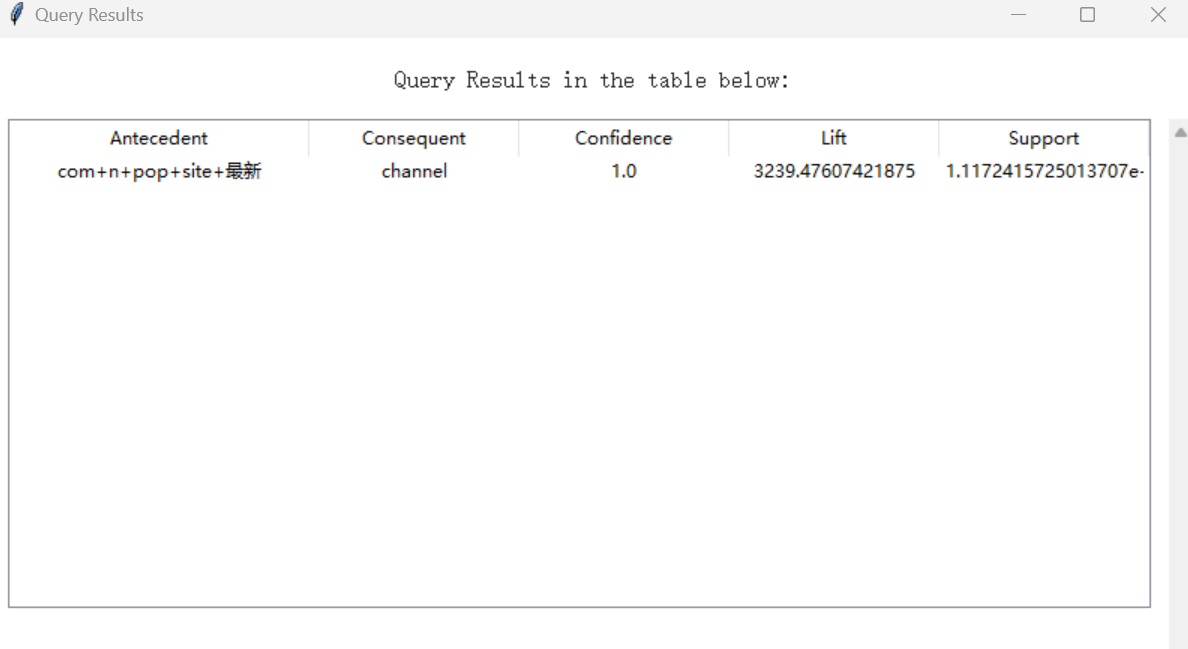 Query Results
Query Results in the table below:
Antecedent Consequent Confidence Lift Support
com+n+pop+site+最新 channel 1.0 3239.47607421875 1.1172415725013707e-